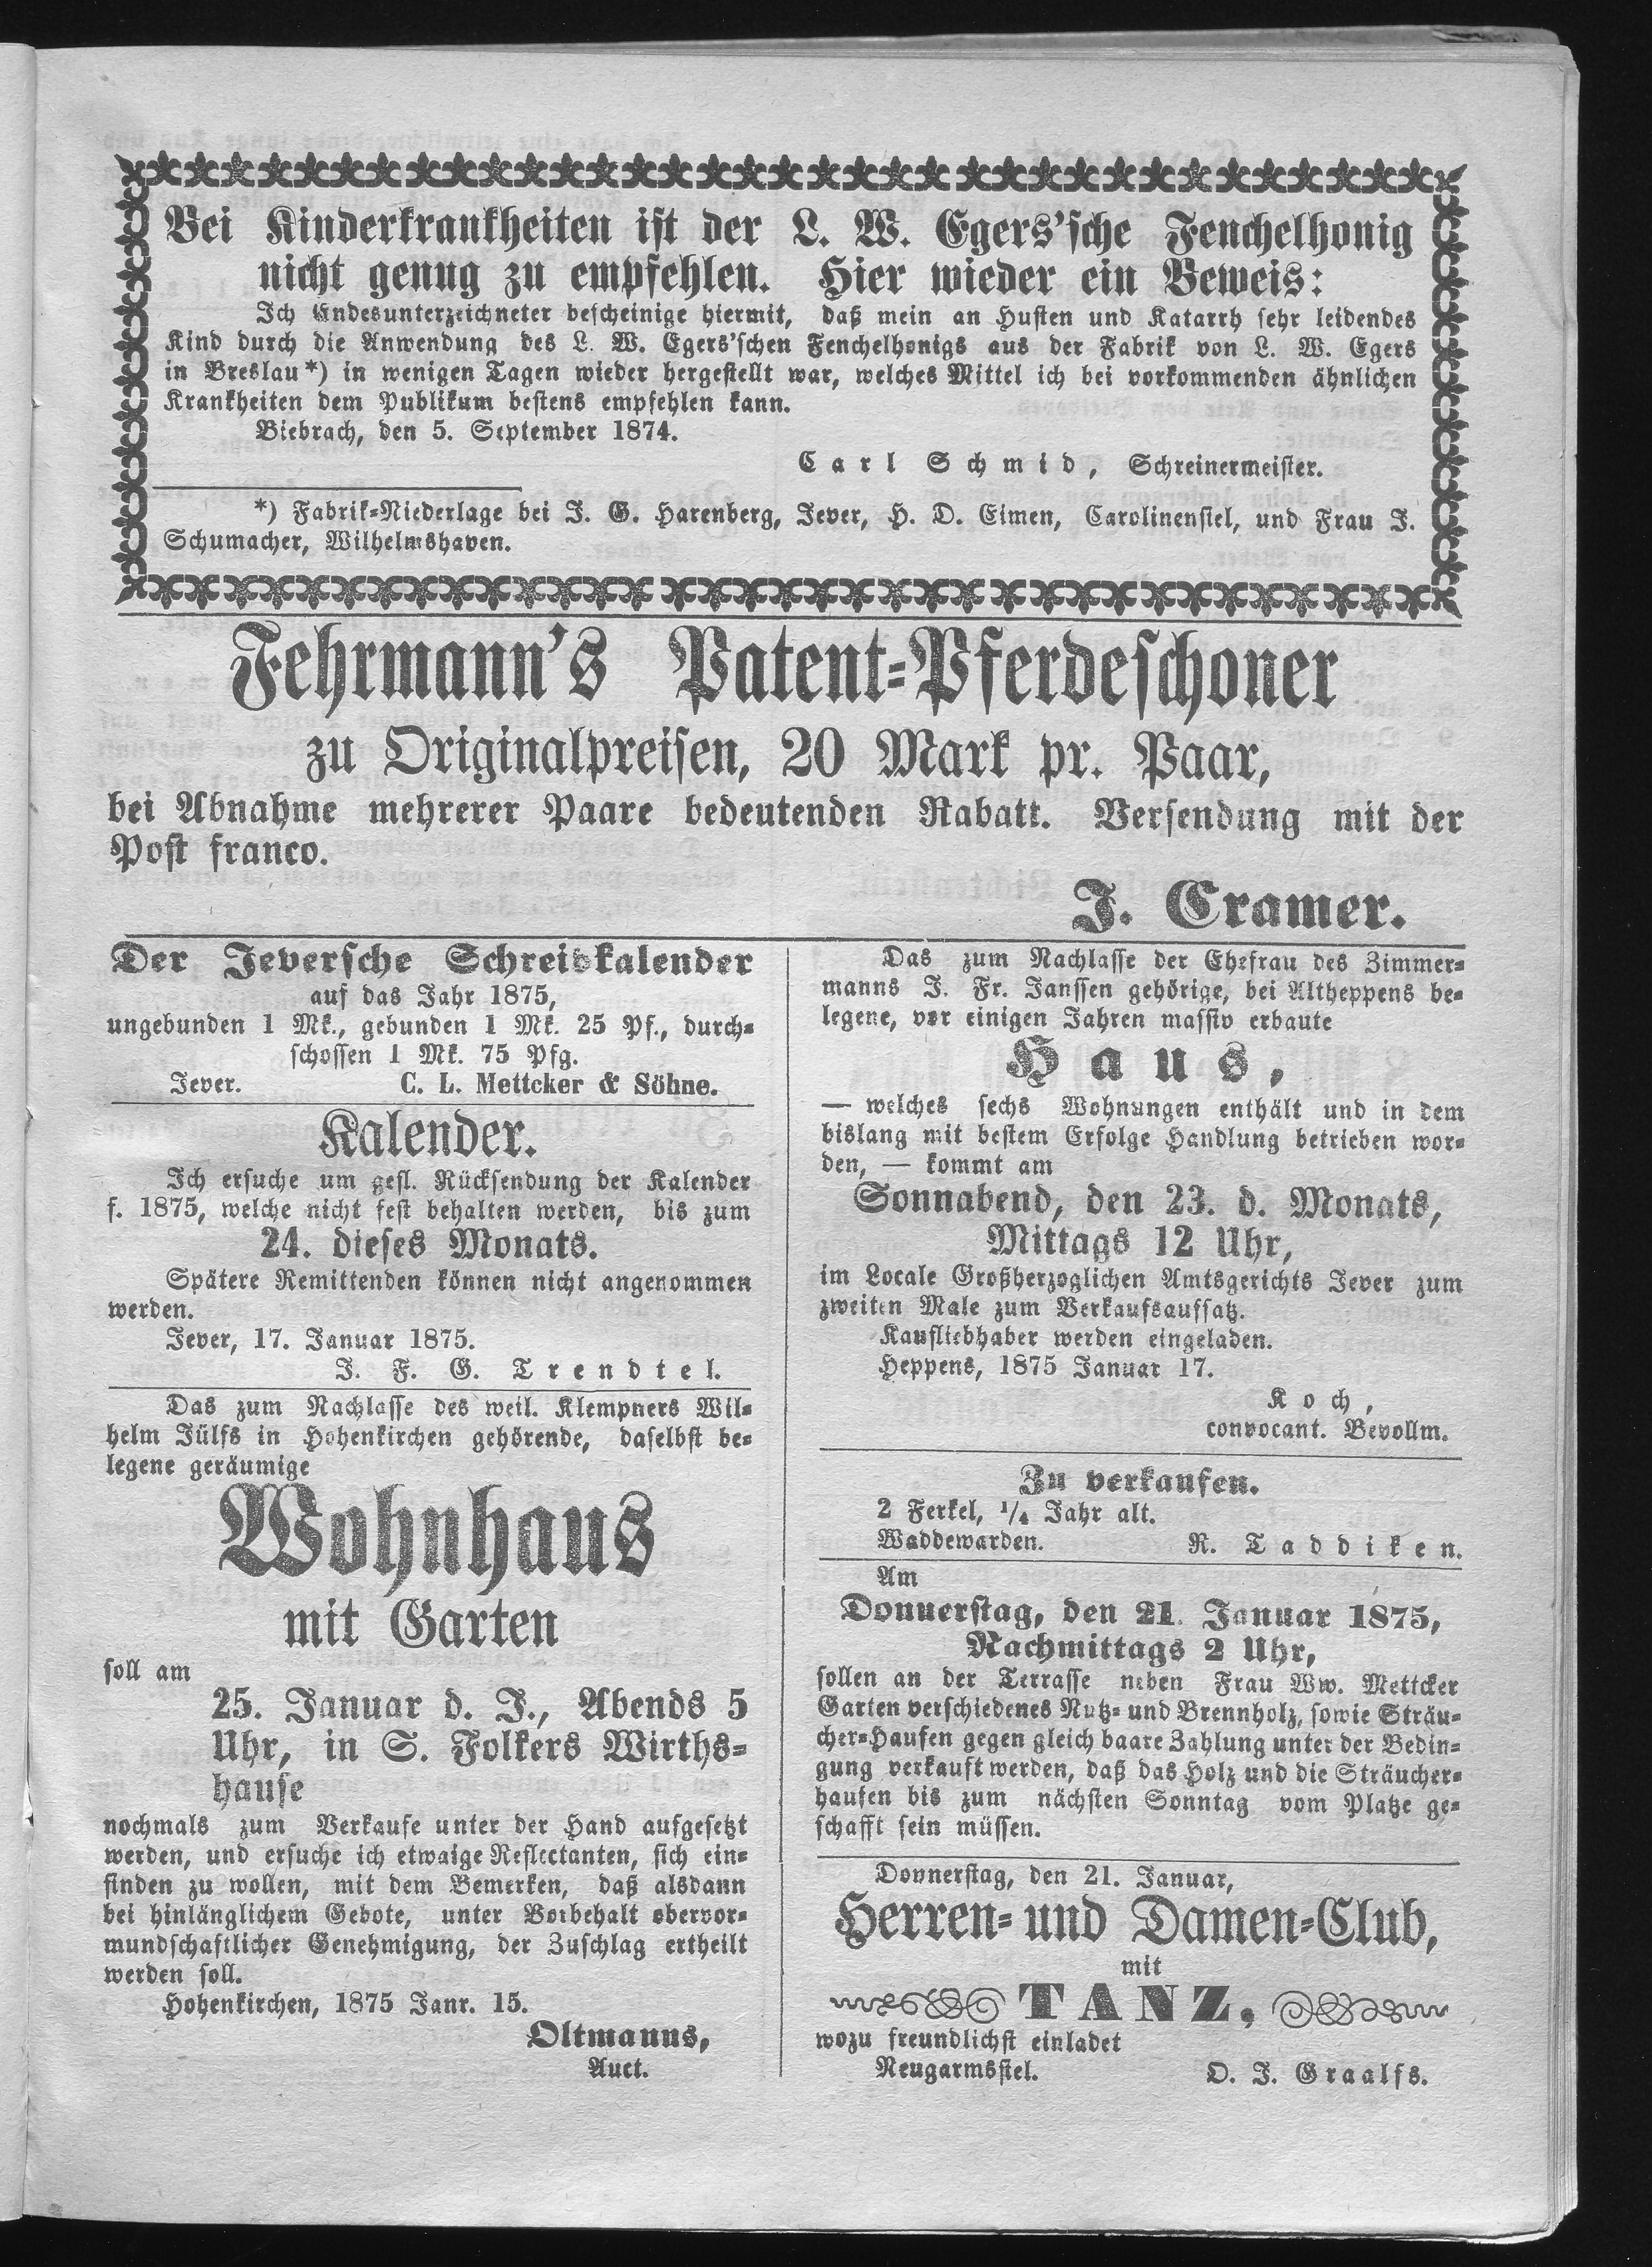 Bei Kinderkrankheiten ist der L. W. Egers'sche Fenchelhonig
nicht genug zu empfehlen. Hier wieder ein Beweis:
Ich Endesunterzeichneter bescheinige hiermit, daß mein an Husten und Katarrh sehr leidendes
Kind durch die Anwendung des L. W. Egers'schen Fenchelhonigs aus der Fabrik von L. W. Egers
in Breslau *) in wenigen Tagen wieder hergestellt war, welches Mittel ich bei vorkommenden ähnlichen
Krankheiten dem Publikum bestens empfehlen kann.
Biebrach, den 5. September 1874.
Carl Schmid, Schreinermeister.
*) Fabrik-Niederlage bei J. G. Harenberg, Jever, H. D. Eimen, Carolinensiel, und Frau J.
Schumacher, Wilhelmshaven.
Fehrmann's Patent-Pferdeschoner
zu Originalpreisen, 20 Mark pr. Paar,
bei Abnahme mehrerer Paare bedeutenden Rabatt. Versendung mit der
Post franco.
J. Cramer.
Der Jeversche Schreibkalender
auf das Jahr 1875,
ungebunden 1 Mk., gebunden 1 Mk. 25 Pf., durch-
schossen 1 Mk. 75 Pfg.
Jever. C. L. Mettcker & Söhne.
Kalender.
Ich ersuche um gefl. Rücksendung der Kalender
f. 1875, welche nicht fest behalten werden, bis zum
24. dieses Monats.
Spätere Remittenden können nicht angenommen
werden.
Jever, 17. Januar 1875.
J. F. G. Trendtel.
Das zum Nachlasse des weil. Klempners Wil-
helm Jülfs in Hohenkirchen gehörende, daselbst be-
legene geräumige
Wohnhaus
mit Garten
soll am
25. Januar d. J., Abends 5
Uhr, in S. Folkers Wirths-
hause
nochmals zum Verkaufe unter der Hand aufgesetzt
werden, und ersuche ich etwaige Reflectanten, sich ein-
finden zu wollen, mit dem Bemerken, daß alsdann
bei hinlänglichem Gebote, unter Vorbehalt obervor-
mundschaftlicher Genehmigung, der Zuschlag ertheilt
werden soll.
Hohenkirchen, 1875 Janr. 15.
Oltmanns,
Auct.
Das zum Nachlasse der Ehefrau des Zimmer-
manns J. Fr. Janssen gehörige, bei Altheppens be-
legene, vor einigen Jahren massiv erbaute
Haus,
— welches sechs Wohnungen enthält und in dem
bislang mit bestem Erfolge Handlung betrieben wor-
den, — kommt am
Sonnabend, den 23. d. Monats,
Mittags 12 Uhr,
im Locale Großherzoglichen Amtsgerichts Jever zum
zweiten Male zum Verkaufsaufsatz.
Kaufliebhaber werden eingeladen.
Heppens, 1875 Januar 17.
Koch,
convocant. Bevollm.
Zu verkaufen.
2 Ferkel, 1/4 Jahr alt.
Waddewarden. R. Taddiken.
Am
Donnerstag, den 21. Januar 1875,
Nachmittags 2 Uhr,
sollen an der Terrasse neben Frau Ww. Mettcker
Garten verschiedenes Nutz- und Brennholz, sowie Sträu-
cher-Haufen gegen gleich baare Zahlung unter der Bedin-
gung verkauft werden, daß das Holz und die Sträucher-
haufen bis zum nächsten Sonntag vom Platze ge-
schafft sein müssen.
Donnerstag, den 21. Januar,
Herren- und Damen-Club,
mit
TANZ,
wozu freundlichst einladet
Neugarmssiel. O. J. Graalfs.